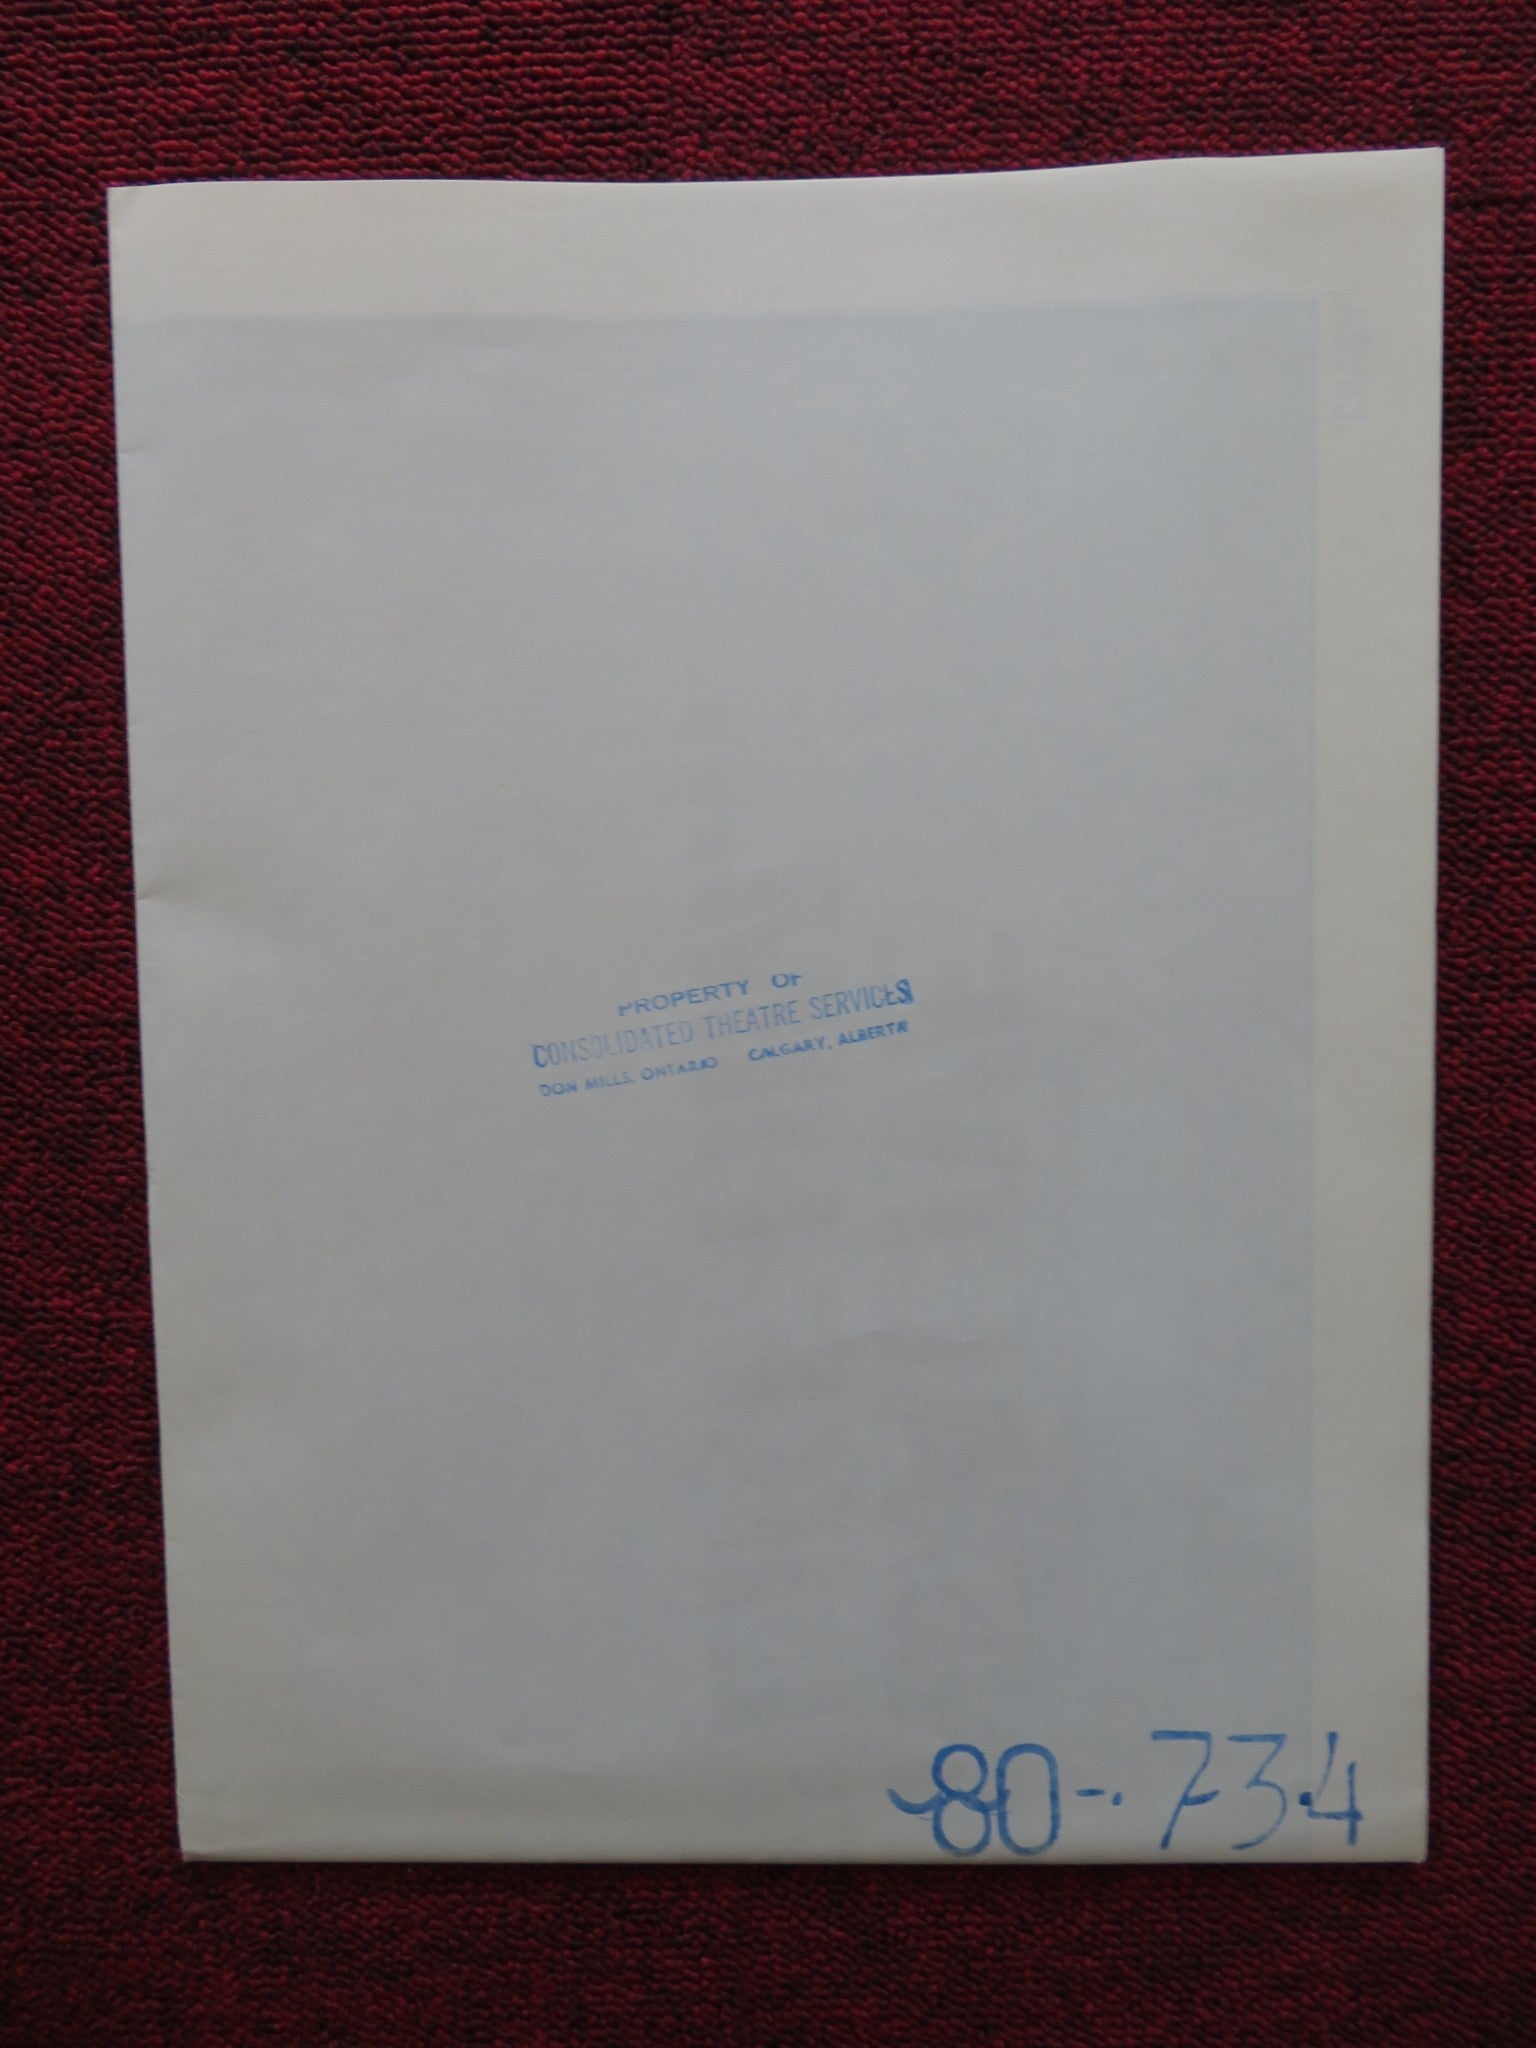 PROPERTY OF
CONSOLIDATED THEATRE SERVICES
DON MILLS, ONTARIO CALGARY, ALBERTA
80-.734